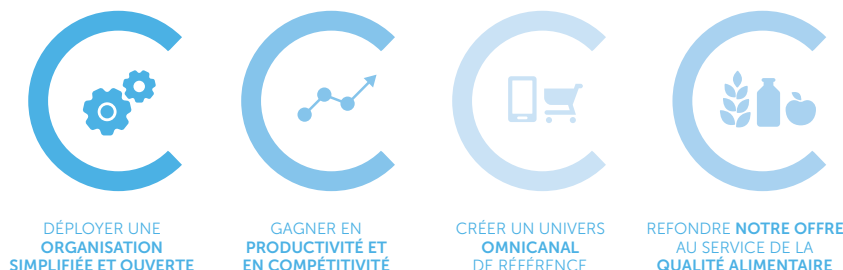 DÉPLOYER UNE
ORGANISATION
SIMPLIFIÉE ET OUVERTE
GAGNER EN
PRODUCTIVITÉ ET
EN COMPÉTITIVITÉ
CRÉER UN UNIVERS
OMNICANAL
DE RÉFÉRENCE
REFONDRE NOTRE OFFRE
AU SERVICE DE LA
QUALITÉ ALIMENTAIRE